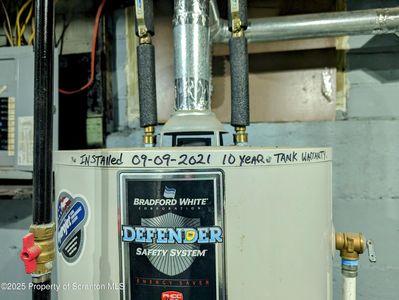 INSTAllED 09-09-2021 10 YEAR TANK WARRANTY.
BRADFORD WHITE
CORPORATION
DEFENDER
SAFETY SYSTEM
ENERGY SAVER
PHCC
©2025 • Property of Scranton MLS